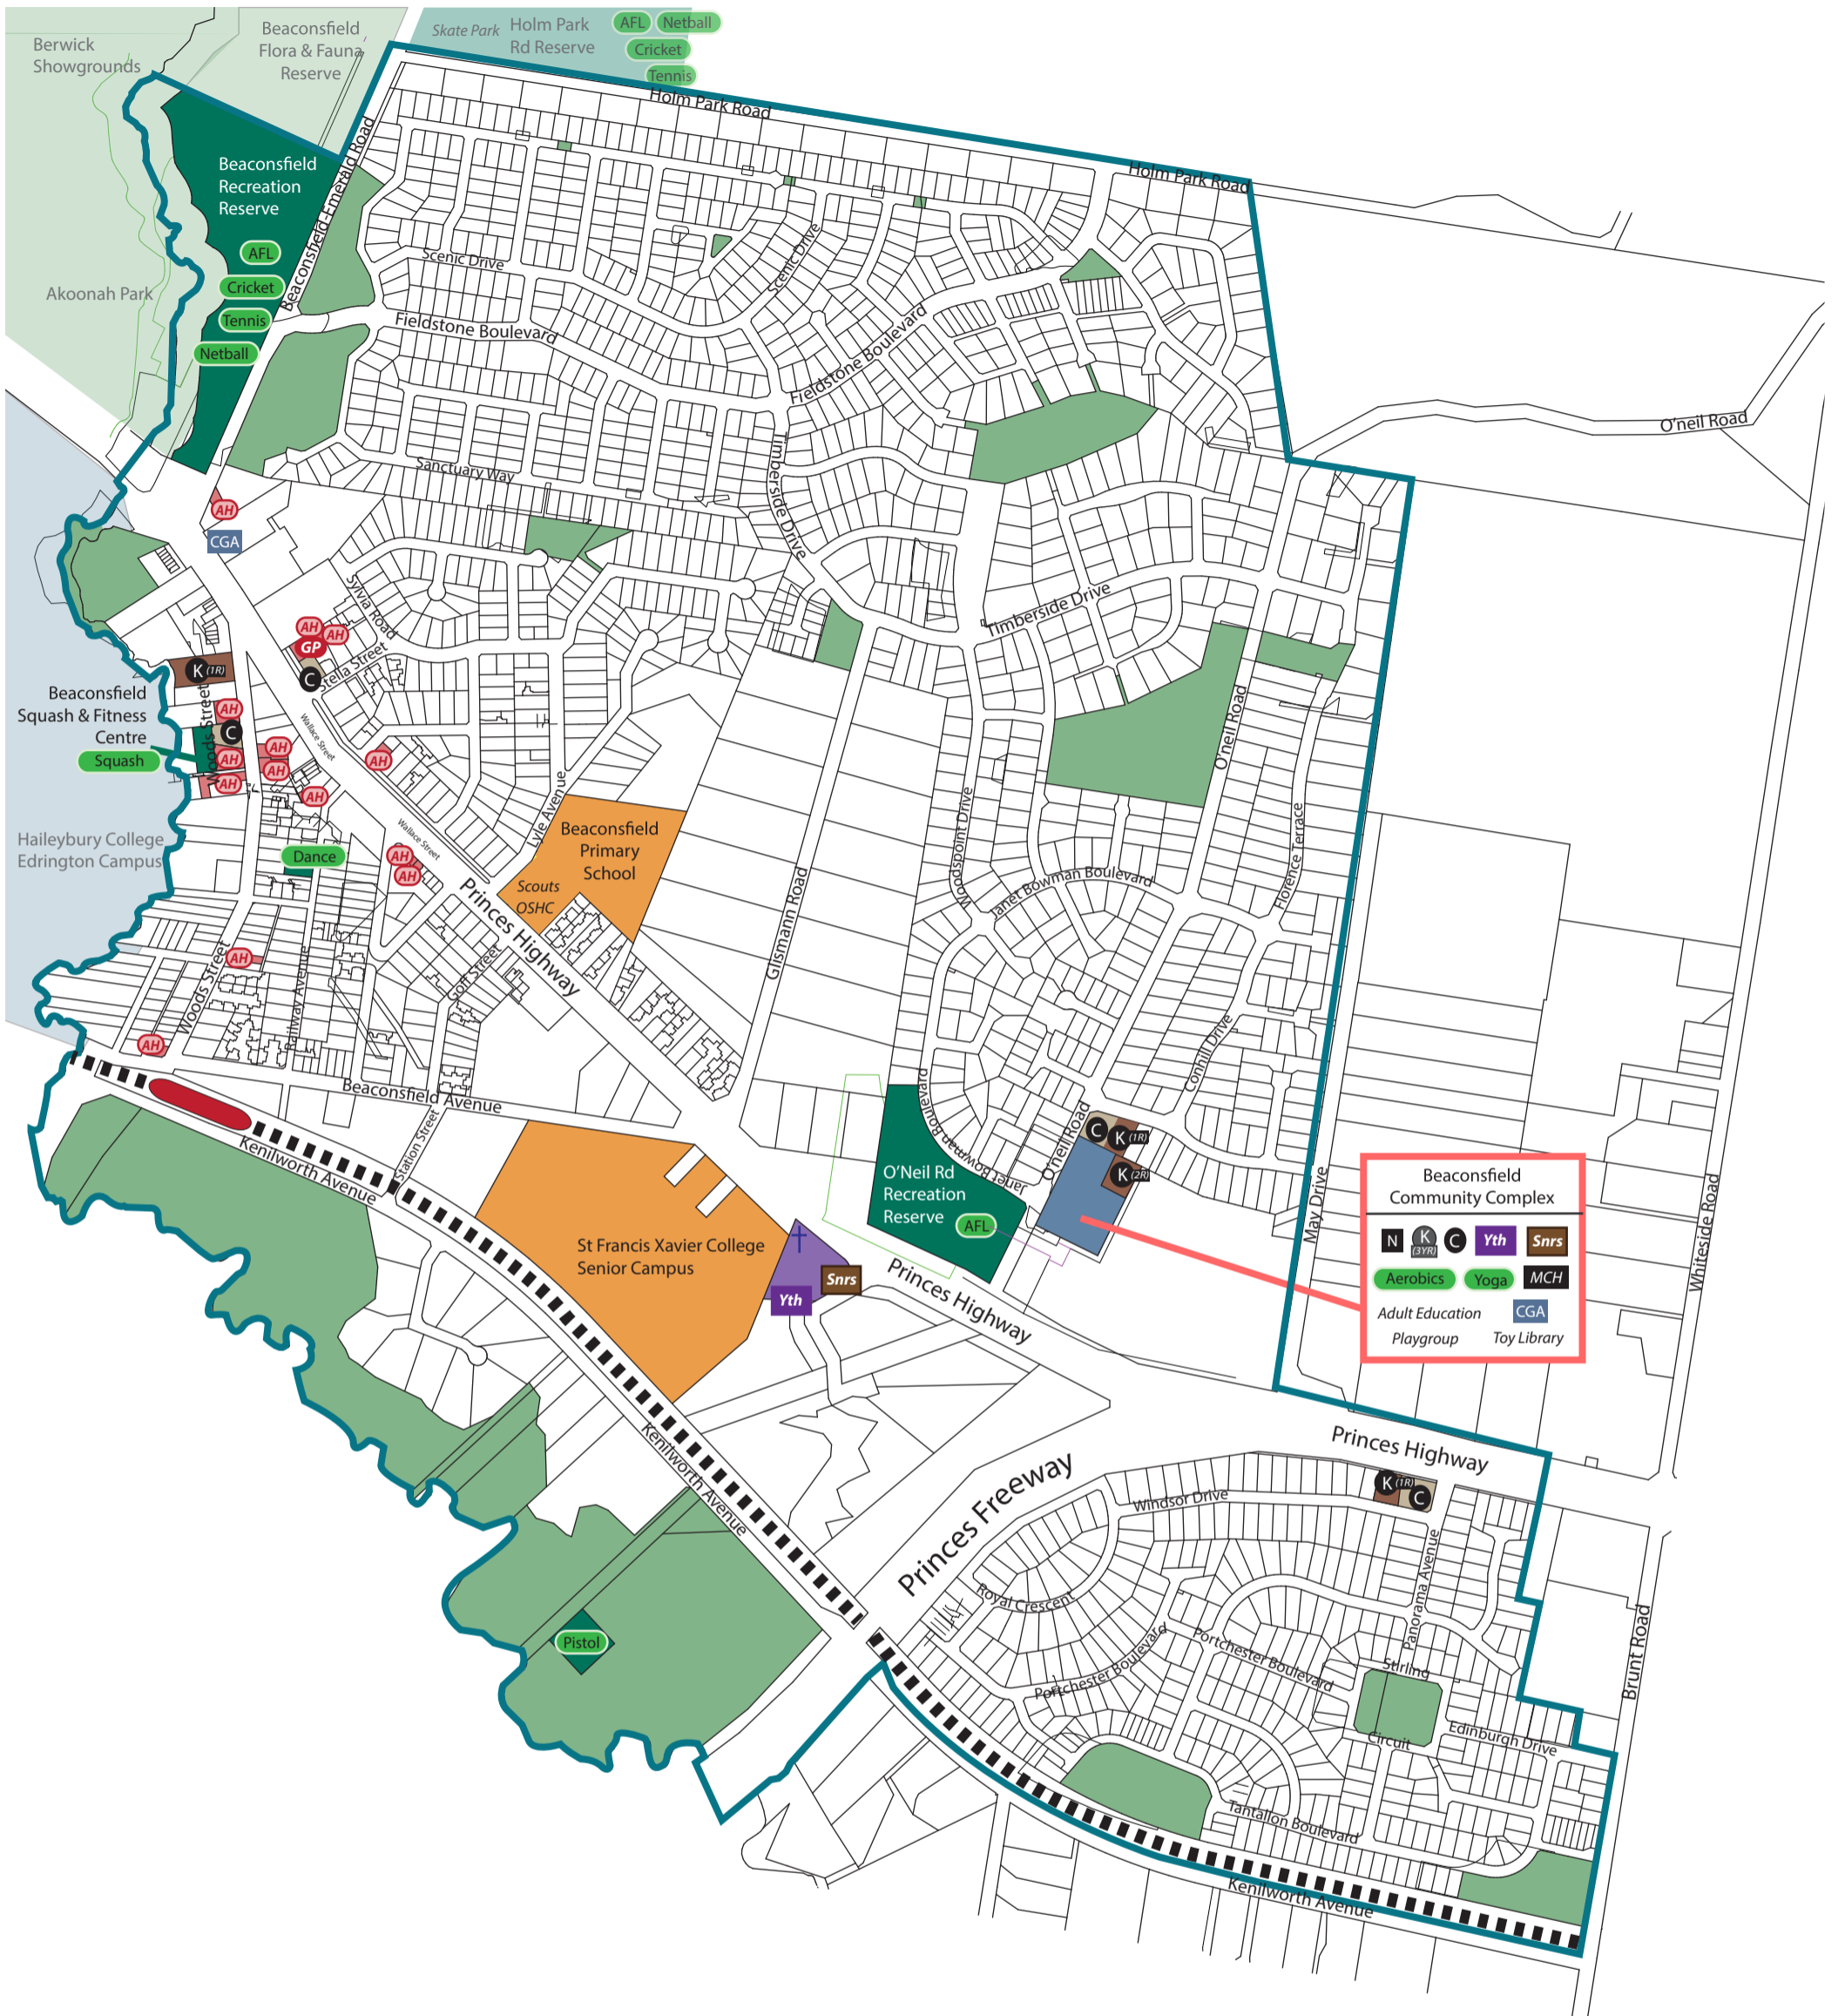 Berwick
Showgrounds
Beaconsfield
Flora & Fauna
Reserve
Skate Park
Holm Park
Rd Reserve
AFL
Netball
Cricket
Tennis
Holm Park Road
Holm Park Road
Beaconsfield
Recreation
Reserve
AFL
Cricket
Tennis
Netball
Akoonah Park
Beaconsfield-Emerald Road
Scenic Drive
Scenic Drive
Fieldstone Boulevard
Fieldstone Boulevard
O'neil Road
Sanctuary Way
Timberside Drive
AH
CGA
Sylvia Road
Timberside Drive
AH
AH
GP
C
Stella Street
K (1R)
Beaconsfield
Squash & Fitness
Centre
Squash
Woods Street
AH
C
AH
AH
AH
AH
AH
AH
Wallace Street
Wallace Street
O'neil Road
Haileybury College
Edrington Campus
Dance
AH
AH
Lyle Avenue
Beaconsfield
Primary
School
Scouts
OSHC
Woodspoint Drive
Florence Terrace
Janet Bowman Boulevard
Glismann Road
Princes Highway
Golf Street
AH
Woods Street
Railway Avenue
AH
Conhill Drive
Beaconsfield Avenue
Station Street
Kenilworth Avenue
Janet Bowman Boulevard
O'neil Road
C
K (1R)
K (2R)
O'Neil Rd
Recreation
Reserve
AFL
May Drive
Whiteside Road
Beaconsfield
Community Complex
N
K
(3YR)
C
Yth
Snrs
Aerobics
Yoga
MCH
Adult Education
CGA
Playgroup
Toy Library
St Francis Xavier College
Senior Campus
Yth
Snrs
Princes Highway
Kenilworth Avenue
Princes Highway
Princes Freeway
K (1R)
C
Windsor Drive
Panorama Avenue
Royal Crescent
Portchester Boulevard
Portchester Boulevard
Stirling
Circuit
Edinburgh Drive
Brunt Road
Pistol
Tantallon Boulevard
Kenilworth Avenue